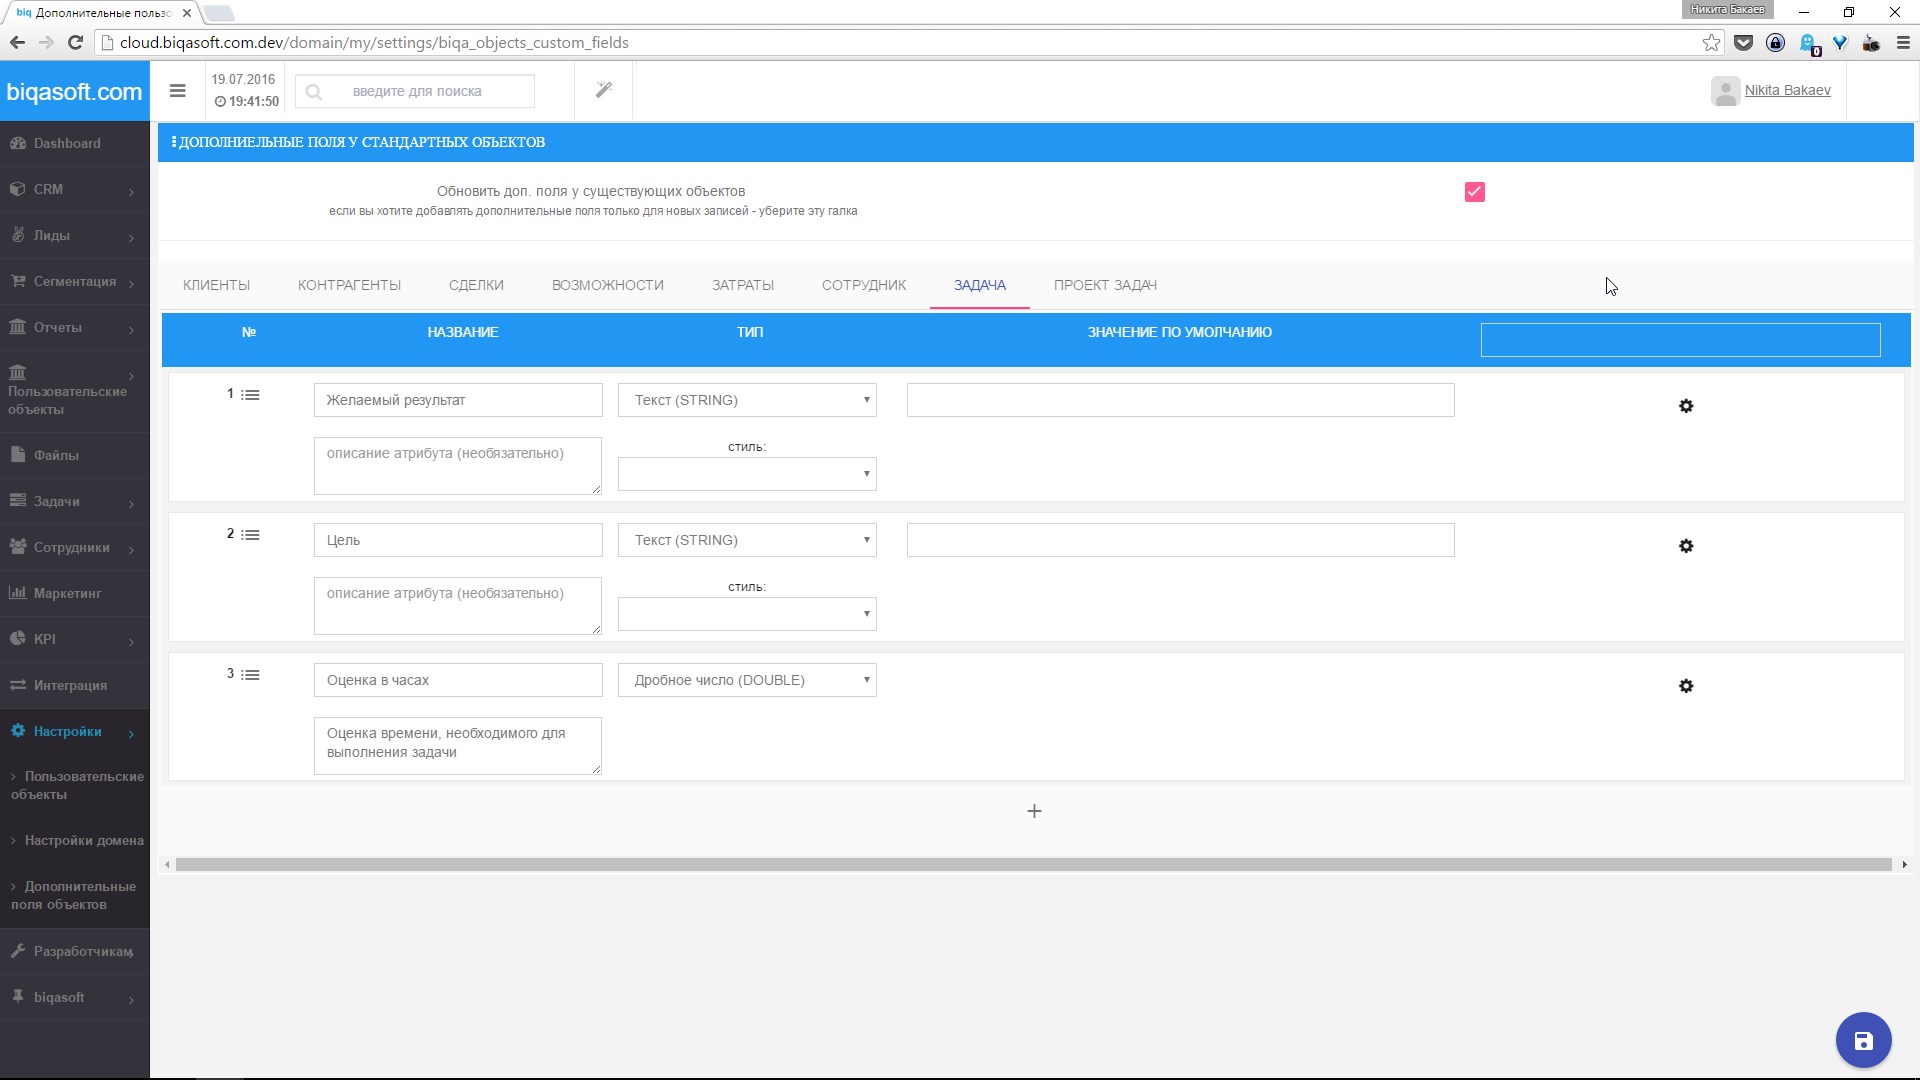 biq Дополнительные пользо
Никита Бакаев
cloud.biqasoft.com.dev/domain/my/settings/biqa_objects_custom_fields
0
biqasoft.com
19.07.2016
19:41:50
введите для поиска
Nikita Bakaev
Dashboard
CRM
Лиды
Сегментация
Отчеты
Пользовательские
объекты
Файлы
Задачи
Сотрудники
Маркетинг
KPI
Интеграция
Настройки
Пользовательские
объекты
Настройки домена
Дополнительные
поля объектов
Разработчикам
biqasoft
ДОПОЛНИЕЛЬНЫЕ ПОЛЯ У СТАНДАРТНЫХ ОБЪЕКТОВ
Обновить доп. поля у существующих объектов
если вы хотите добавлять дополнительные поля только для новых записей - уберите эту галка
КЛИЕНТЫ КОНТРАГЕНТЫ СДЕЛКИ ВОЗМОЖНОСТИ ЗАТРАТЫ СОТРУДНИК ЗАДАЧА ПРОЕКТ ЗАДАЧ
№ НАЗВАНИЕ ТИП ЗНАЧЕНИЕ ПО УМОЛЧАНИЮ
1 Желаемый результат Текст (STRING)
описание атрибута (необязательно) стиль:
2 Цель Текст (STRING)
описание атрибута (необязательно) стиль:
3 Оценка в часах Дробное число (DOUBLE)
Оценка времени, необходимого для
выполнения задачи
+